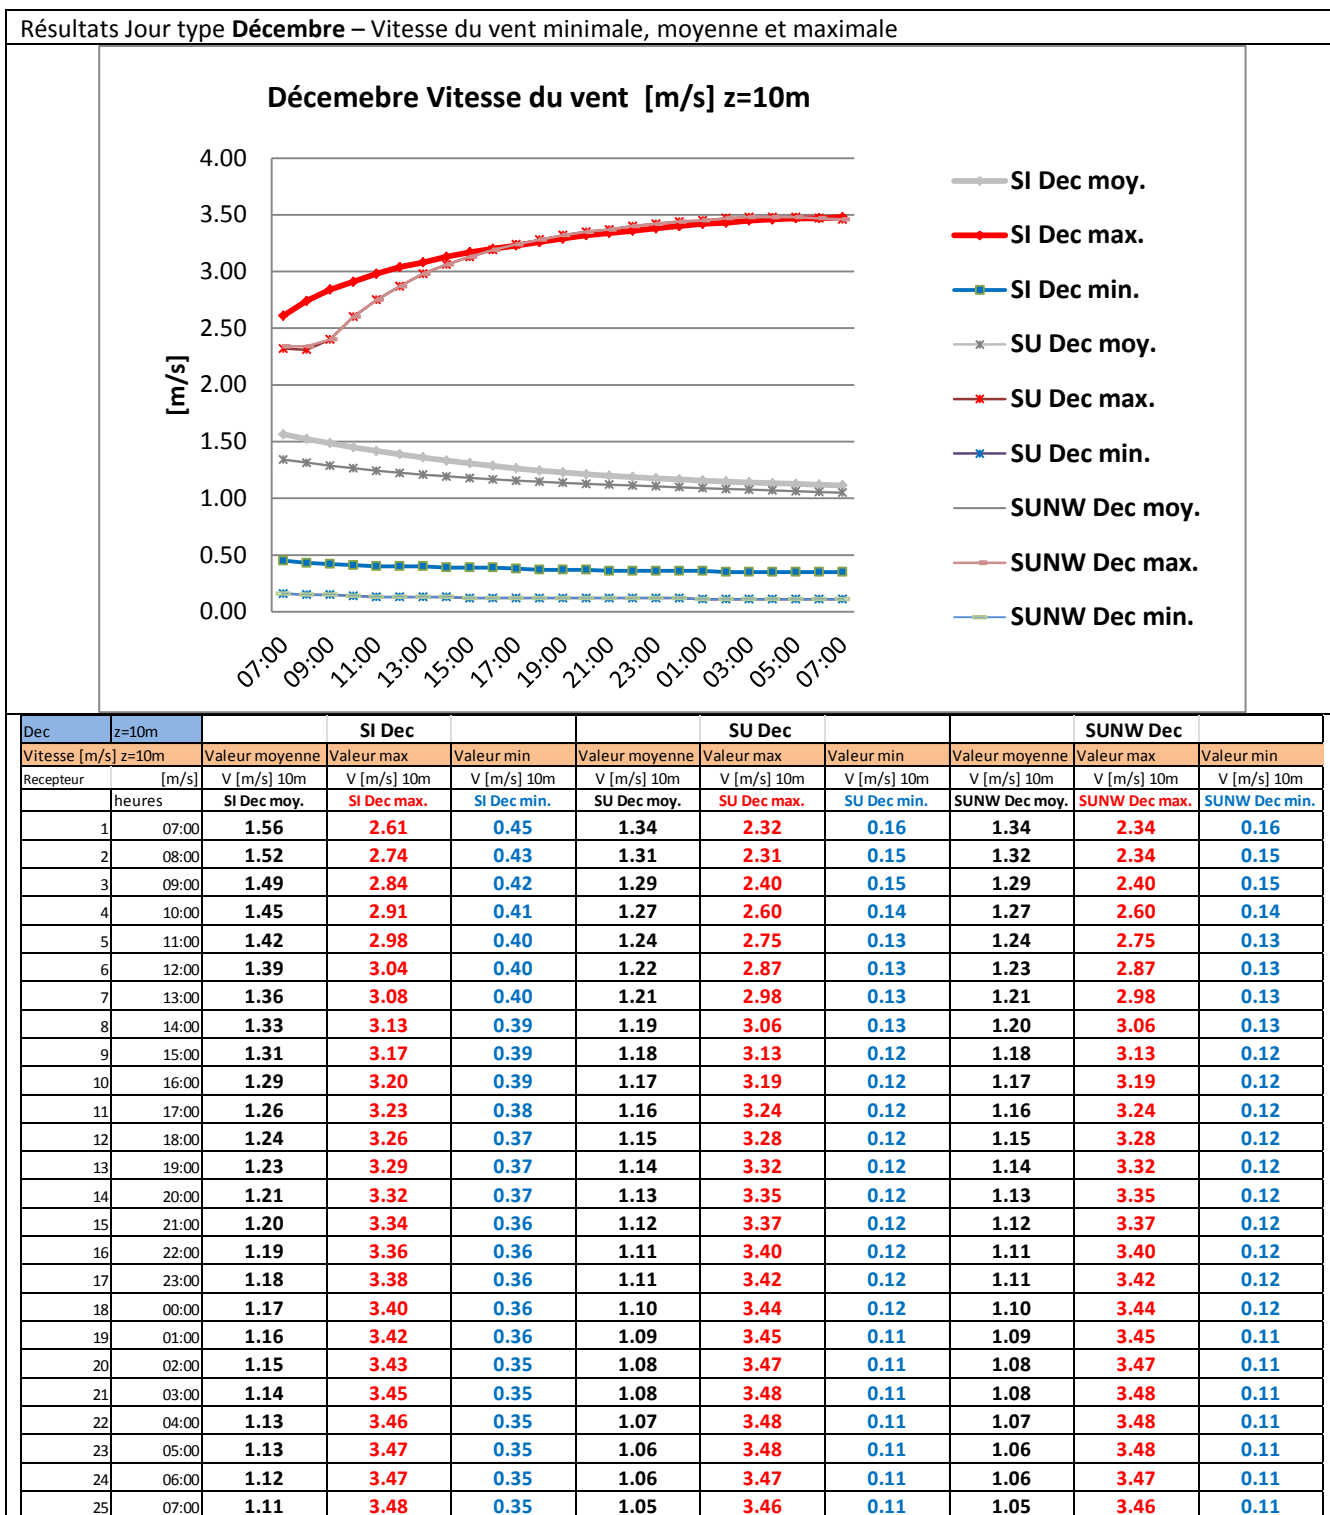 Résultats Jour type Décembre – Vitesse du vent minimale, moyenne et maximale
Décemebre Vitesse du vent [m/s] z=10m
4.00
3.50
3.00
2.50
2.00
1.50
1.00
0.50
0.00
[m/s]
07:00 09:00 11:00 13:00 15:00 17:00 19:00 21:00 23:00 01:00 03:00 05:00 07:00
SI Dec moy.
SI Dec max.
SI Dec min.
SU Dec moy.
SU Dec max.
SU Dec min.
SUNW Dec moy.
SUNW Dec max.
SUNW Dec min.
Dec z=10m SI Dec SU Dec SUNW Dec
Vitesse [m/s] z=10m Valeur moyenne Valeur max Valeur min Valeur moyenne Valeur max Valeur min Valeur moyenne Valeur max Valeur min
Recepteur [m/s] V [m/s] 10m V [m/s] 10m V [m/s] 10m V [m/s] 10m V [m/s] 10m V [m/s] 10m V [m/s] 10m V [m/s] 10m V [m/s] 10m
heures SI Dec moy. SI Dec max. SI Dec min. SU Dec moy. SU Dec max. SU Dec min. SUNW Dec moy. SUNW Dec max. SUNW Dec min.
1 07:00 1.56 2.61 0.45 1.34 2.32 0.16 1.34 2.34 0.16
2 08:00 1.52 2.74 0.43 1.31 2.31 0.15 1.32 2.34 0.15
3 09:00 1.49 2.84 0.42 1.29 2.40 0.15 1.29 2.40 0.15
4 10:00 1.45 2.91 0.41 1.27 2.60 0.14 1.27 2.60 0.14
5 11:00 1.42 2.98 0.40 1.24 2.75 0.13 1.24 2.75 0.13
6 12:00 1.39 3.04 0.40 1.22 2.87 0.13 1.23 2.87 0.13
7 13:00 1.36 3.08 0.40 1.21 2.98 0.13 1.21 2.98 0.13
8 14:00 1.33 3.13 0.39 1.19 3.06 0.13 1.20 3.06 0.13
9 15:00 1.31 3.17 0.39 1.18 3.13 0.12 1.18 3.13 0.12
10 16:00 1.29 3.20 0.39 1.17 3.19 0.12 1.17 3.19 0.12
11 17:00 1.26 3.23 0.38 1.16 3.24 0.12 1.16 3.24 0.12
12 18:00 1.24 3.26 0.37 1.15 3.28 0.12 1.15 3.28 0.12
13 19:00 1.23 3.29 0.37 1.14 3.32 0.12 1.14 3.32 0.12
14 20:00 1.21 3.32 0.37 1.13 3.35 0.12 1.13 3.35 0.12
15 21:00 1.20 3.34 0.36 1.12 3.37 0.12 1.12 3.37 0.12
16 22:00 1.19 3.36 0.36 1.11 3.40 0.12 1.11 3.40 0.12
17 23:00 1.18 3.38 0.36 1.11 3.42 0.12 1.11 3.42 0.12
18 00:00 1.17 3.40 0.36 1.10 3.44 0.12 1.10 3.44 0.12
19 01:00 1.16 3.42 0.36 1.09 3.45 0.11 1.09 3.45 0.11
20 02:00 1.15 3.43 0.35 1.08 3.47 0.11 1.08 3.47 0.11
21 03:00 1.14 3.45 0.35 1.08 3.48 0.11 1.08 3.48 0.11
22 04:00 1.13 3.46 0.35 1.07 3.48 0.11 1.07 3.48 0.11
23 05:00 1.13 3.47 0.35 1.06 3.48 0.11 1.06 3.48 0.11
24 06:00 1.12 3.47 0.35 1.06 3.47 0.11 1.06 3.47 0.11
25 07:00 1.11 3.48 0.35 1.05 3.46 0.11 1.05 3.46 0.11